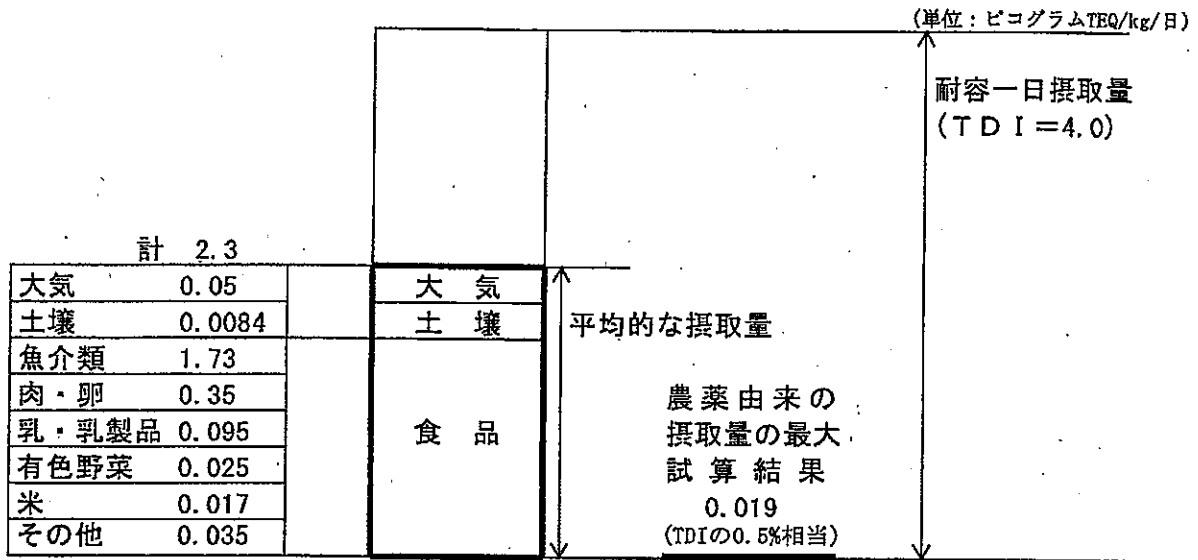 (単位：ピコグラムTEQ/kg/日)
耐容一日摂取量
(ＴＤＩ＝4.0)
計 2.3
大気 0.05
土壌 0.0084
魚介類 1.73
肉・卵 0.35
乳・乳製品 0.095
有色野菜 0.025
米 0.017
その他 0.035
大 気
土 壌
食 品
平均的な摂取量
農薬由来の
摂取量の最大
試算結果
0.019
(TDIの0.5%相当)